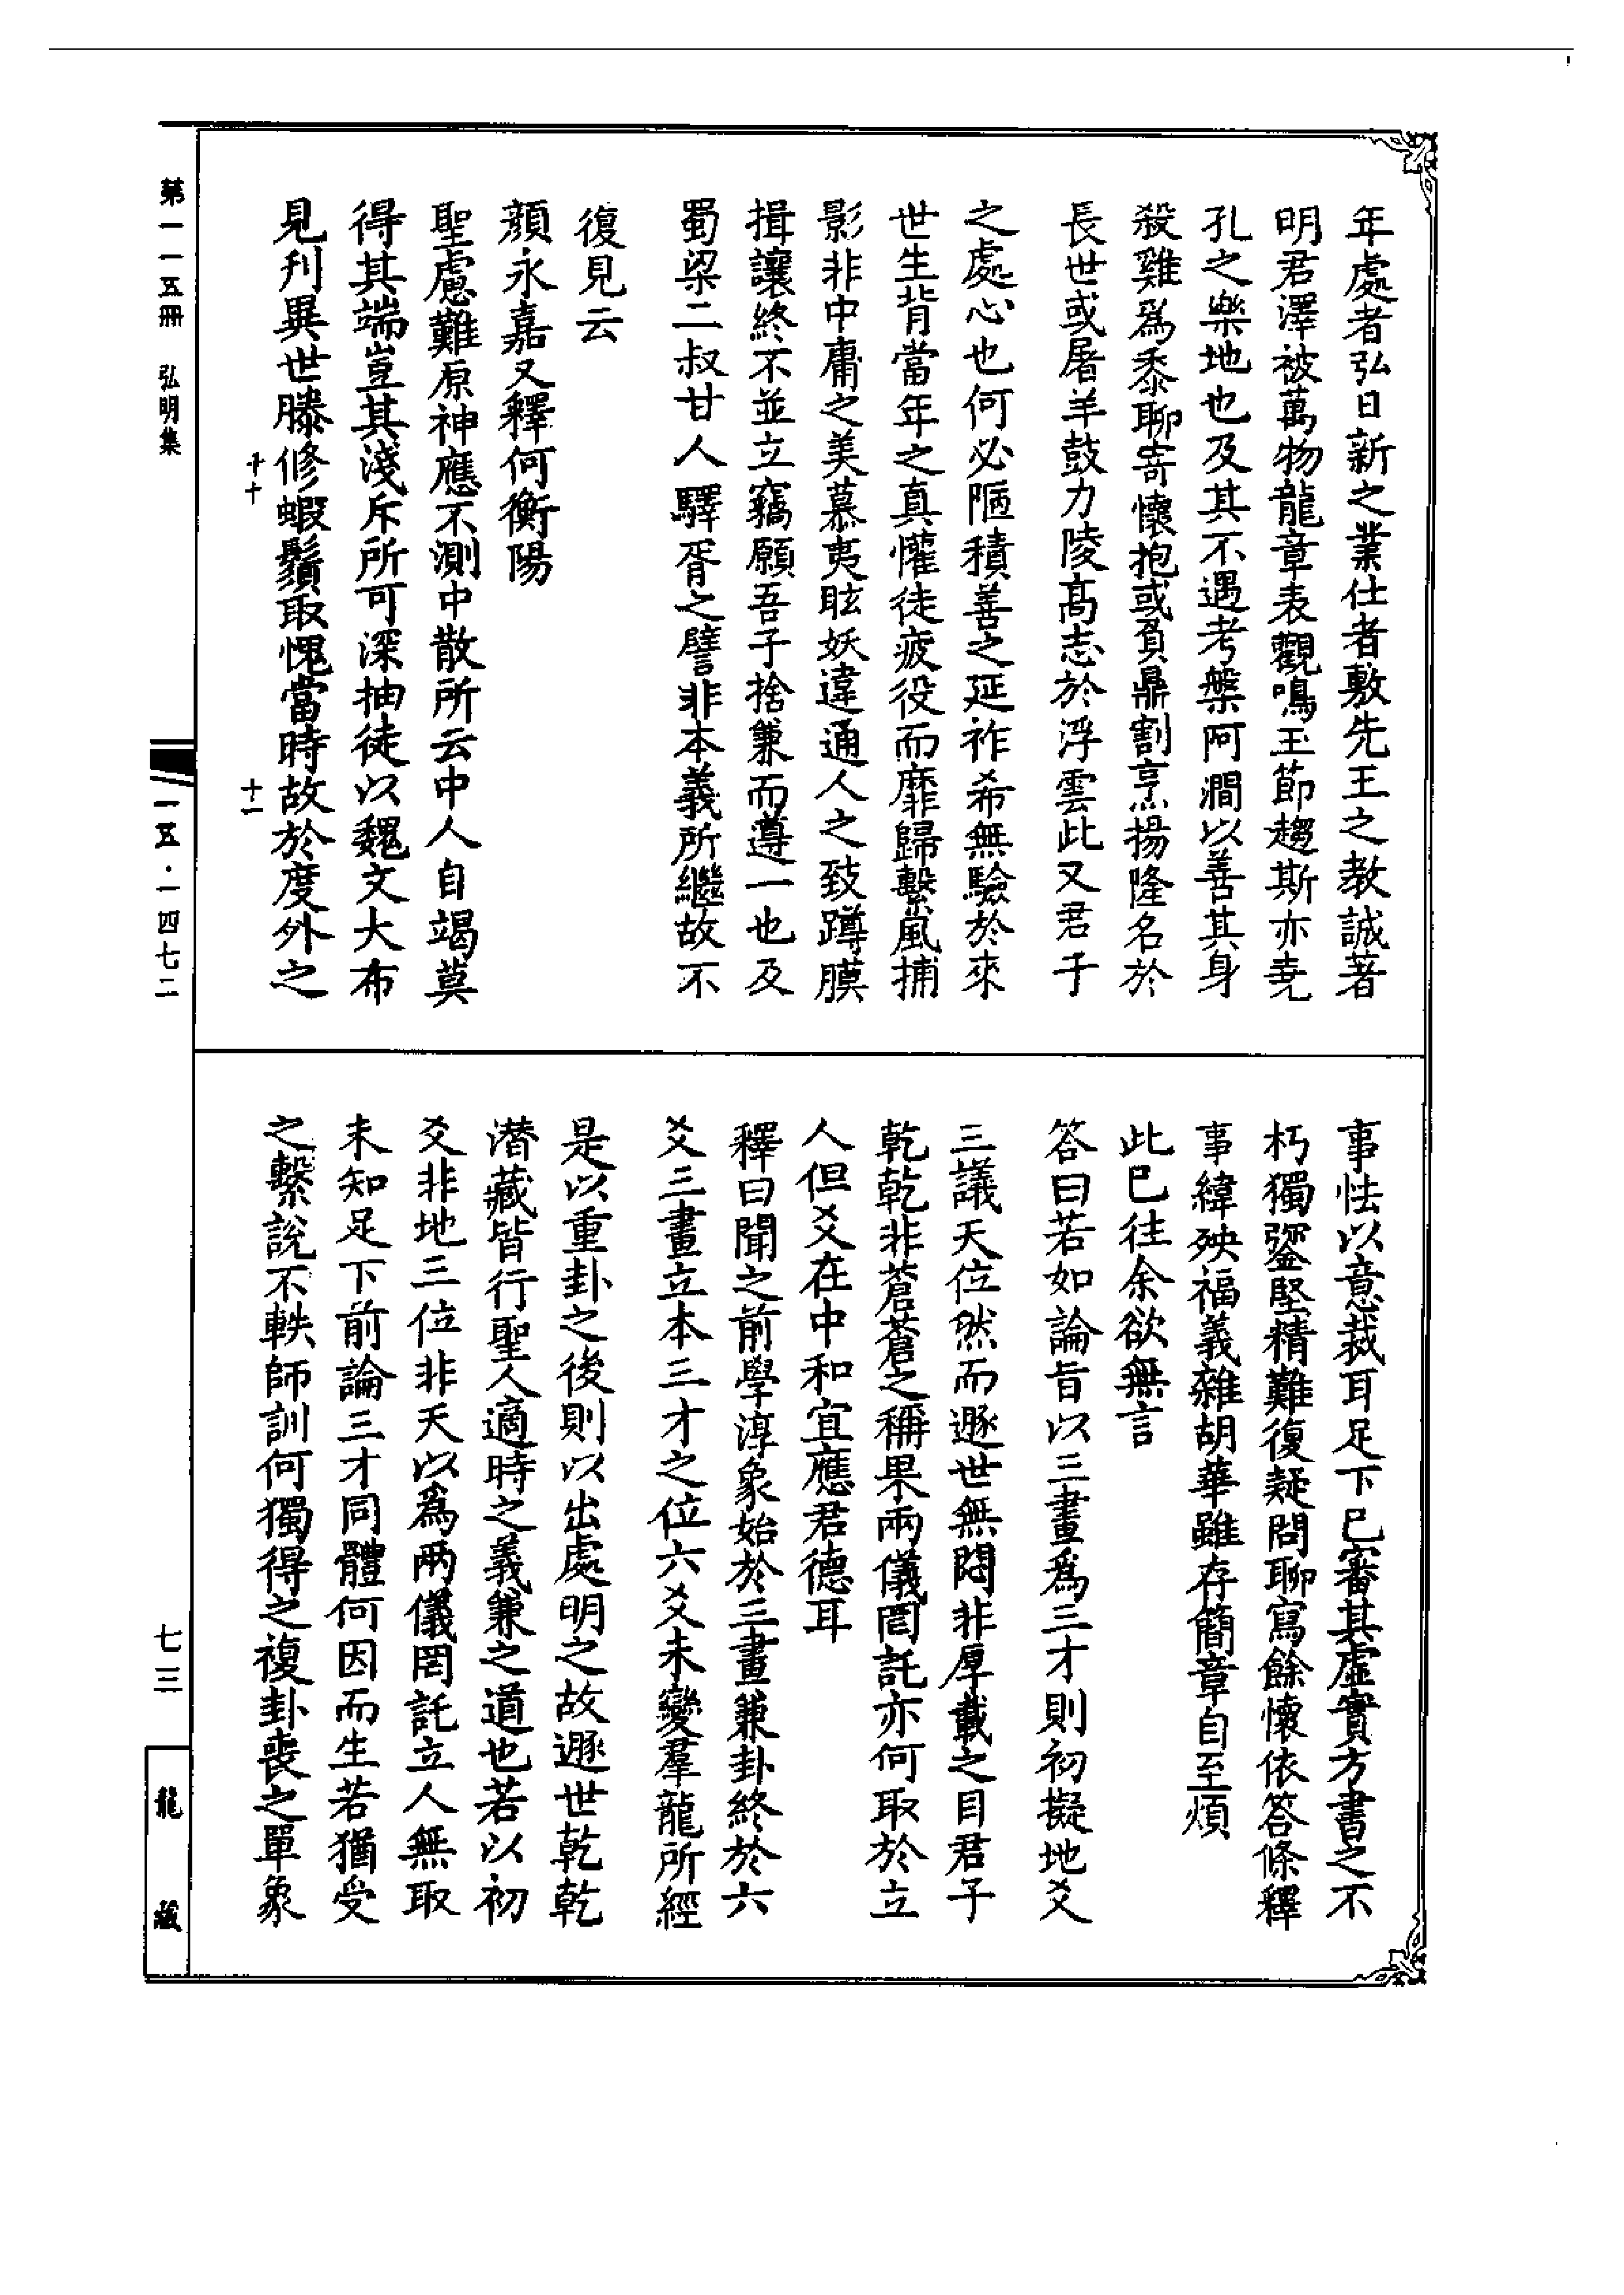 年處者弘日新之業仕者敷先王之教誠著
明君澤被萬物龍章表觀鳴玉節趨斯亦堯
孔之樂地也及其不遇考槃阿澗以善其身
殺雞爲黍聊寄懷抱或負鼎割烹揚隆名於
長世或屠羊鼓力陵高志於浮雲此又君子
之處心也何必陋積善之延祚希無驗於來
世生背當年之真懽徒疲役而靡歸繫風捕
影非中庸之美慕夷眩妖違通人之致蹲膜
揖讓終不並立竊願吾子捨兼而遵一也及
蜀梁二叔甘人驛胥之譬非本義所繼故不
復見云
顏永嘉又釋何衡陽
聖慮難原神應不測中散所云中人自竭莫
得其端豈其淺斥所可深抽徒以魏文大布
見刋異世滕修蝦鬚取愧當時故於度外之
事怯以意裁耳足下已審其虛實方書之不
朽獨鑒堅精難復疑問聊寫餘懷依答條釋
事緯殃福義雜胡華雖存簡章自至煩
此已往余欲無言
答曰若如論旨以三畫爲三才則初擬地爻
三議天位然而遯世無悶非厚載之目君子
乾乾非蒼蒼之稱果兩儀罔託亦何取於立
人但爻在中和宜應君德耳
釋曰聞之前學淳象始於三畫兼卦終於六
爻三畫立本三才之位六爻未變羣龍所經
是以重卦之後則以出處明之故遯世乾乾
潛藏皆行聖人適時之義兼之道也若以初
爻非地三位非天以爲兩儀罔託立人無取
未知足下前論三才同體何因而生若猶受
之繫說不軼師訓何獨得之複卦喪之單象
第一一五冊　弘明集
十十
十一
一一五・一四七二
七三
龍藏